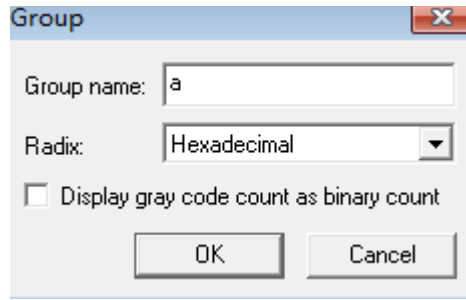 Group
Group name: a
Radix: Hexadecimal
Display gray code count as binary count
OK Cancel